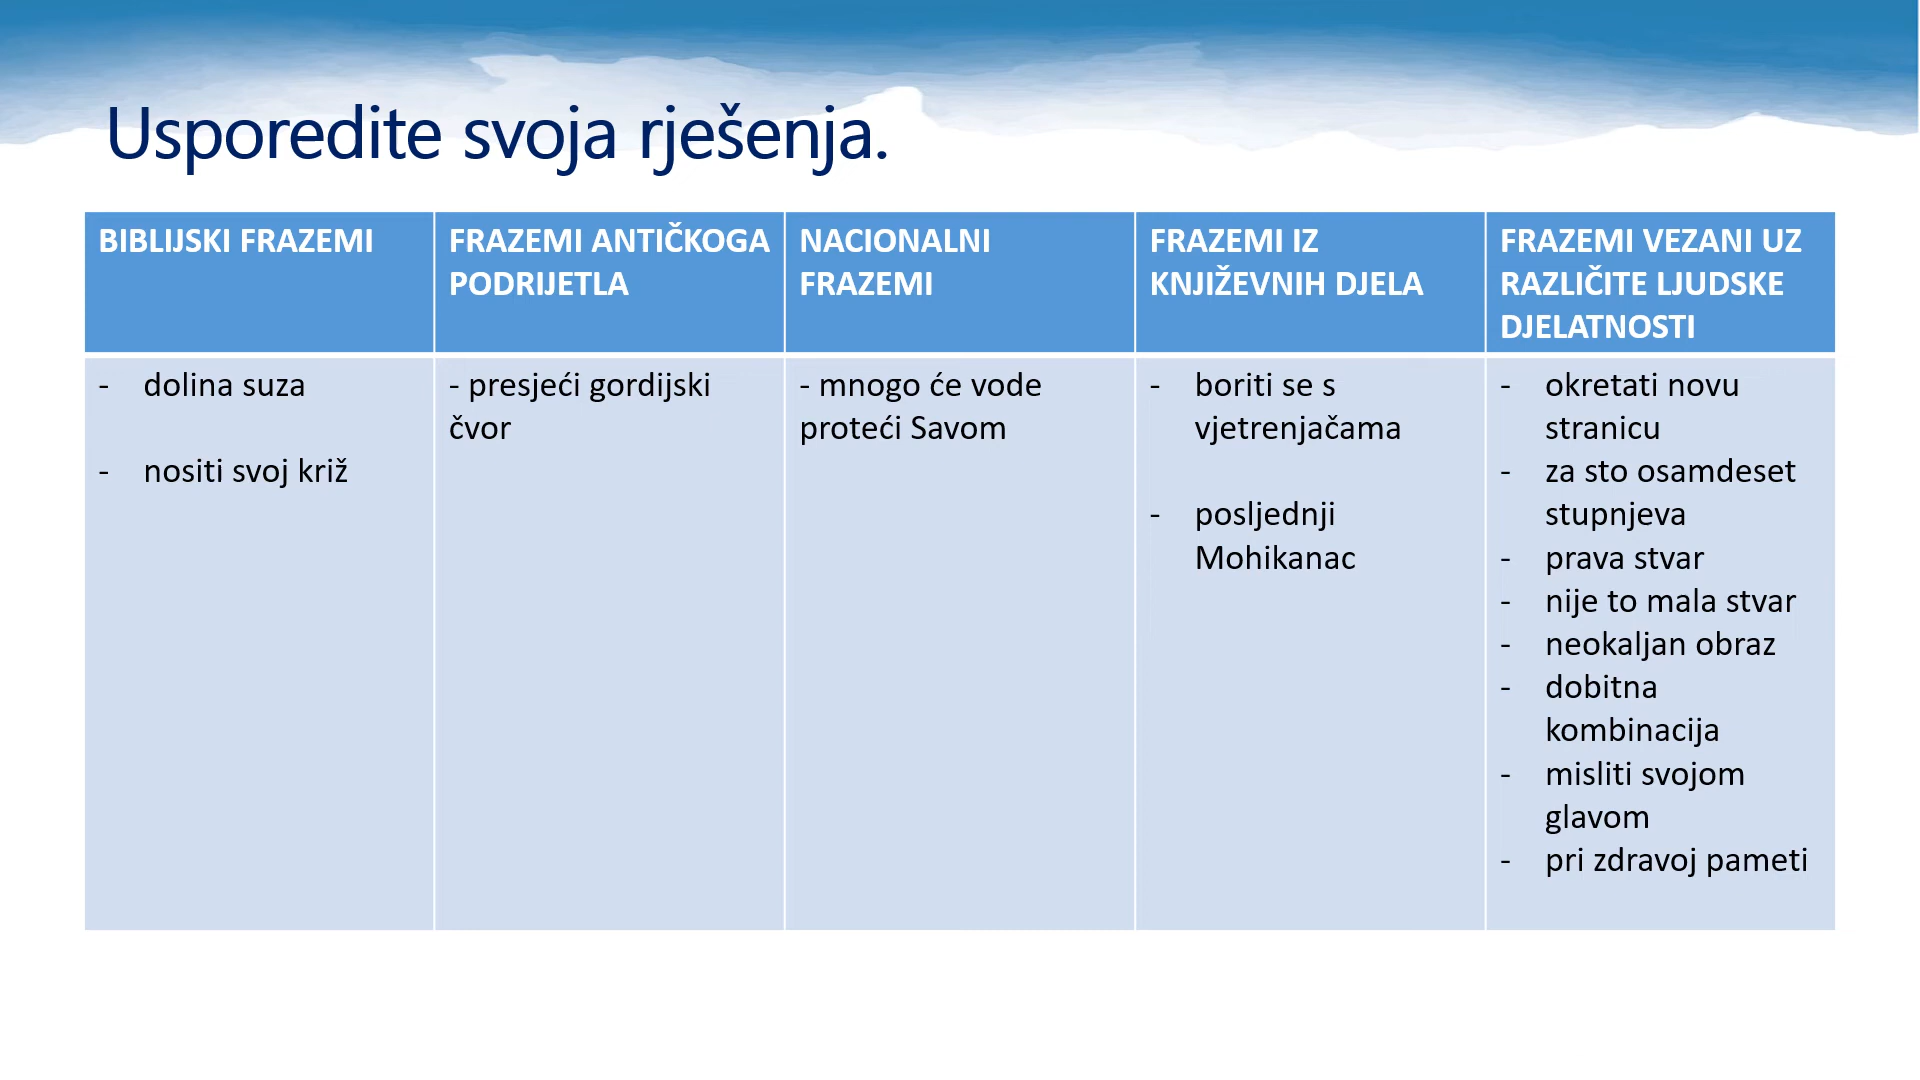 Usporedite svoja rješenja.
BIBLIJSKI FRAZEMI
FRAZEMI ANTIČKOGA
PODRIJETLA
NACIONALNI
FRAZEMI
FRAZEMI IZ
KNJIŽEVNIH DJELA
FRAZEMI VEZANI UZ
RAZLIČITE LJUDSKE
DJELATNOSTI
- dolina suza
- nositi svoj križ
- presjeći gordijski
čvor
- mnogo će vode
proteći Savom
- boriti se s
vjetrenjačama
- posljednji
Mohikanac
- okretati novu
stranicu
- za sto osamdeset
stupnjeva
- prava stvar
- nije to mala stvar
- neokaljan obraz
- dobitna
kombinacija
- misliti svojom
glavom
- pri zdravoj pameti